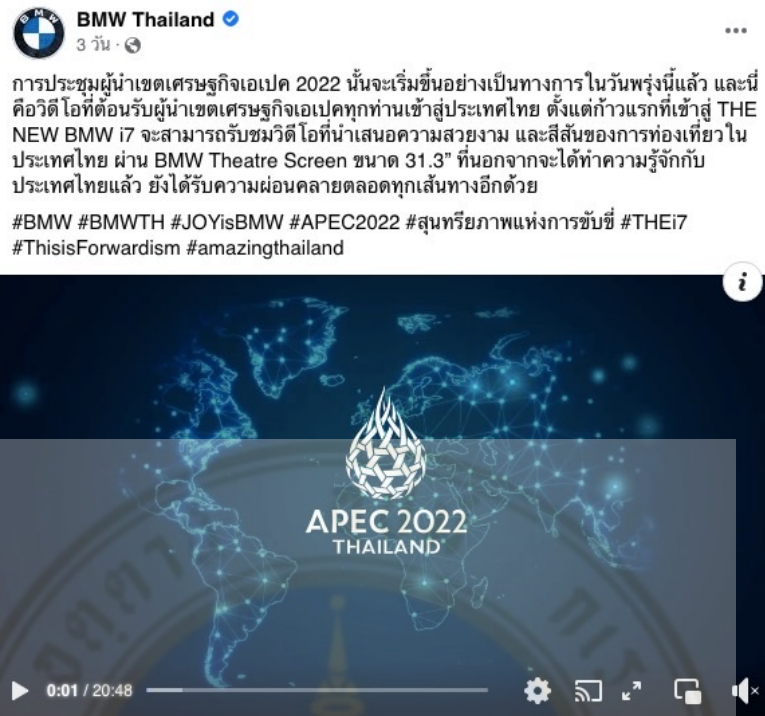 BMW
BMW Thailand
3 วัน ·
การประชุมผู้นำเขตเศรษฐกิจเอเปค 2022 นั้นจะเริ่มขึ้นอย่างเป็นทางการในวันพรุ่งนี้แล้ว และนี่
คือวิดีโอที่ต้อนรับผู้นำเขตเศรษฐกิจเอเปคทุกท่านเข้าสู่ประเทศไทย ตั้งแต่ก้าวแรกที่เข้าสู่ THE
NEW BMW i7 จะสามารถรับชมวิดีโอที่นำเสนอความสวยงาม และสีสันของการท่องเที่ยวใน
ประเทศไทย ผ่าน BMW Theatre Screen ขนาด 31.3” ที่นอกจากจะได้ทำความรู้จักกับ
ประเทศไทยแล้ว ยังได้รับความผ่อนคลายตลอดทุกเส้นทางอีกด้วย
#BMW #BMWTH #JOYisBMW #APEC2022 #สุนทรียภาพแห่งการขับขี่ #THEi7
#ThisisForwardism #amazingthailand
i
APEC 2022
THAILAND
0:01 / 20:48